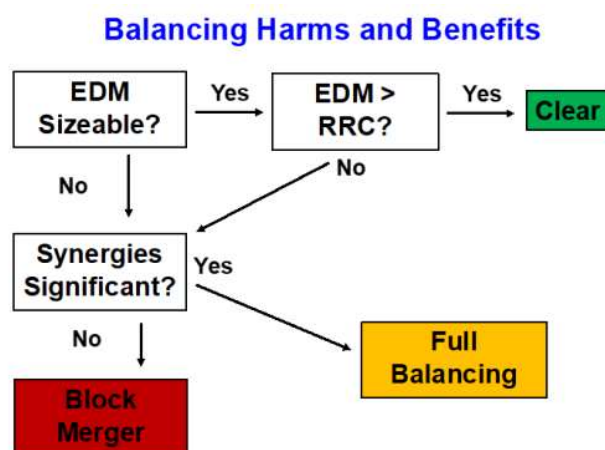 Balancing Harms and Benefits
EDM
Sizeable?
Yes
EDM >
RRC?
Yes
Clear
No
No
Synergies
Significant?
Yes
No
Full
Balancing
Block
Merger